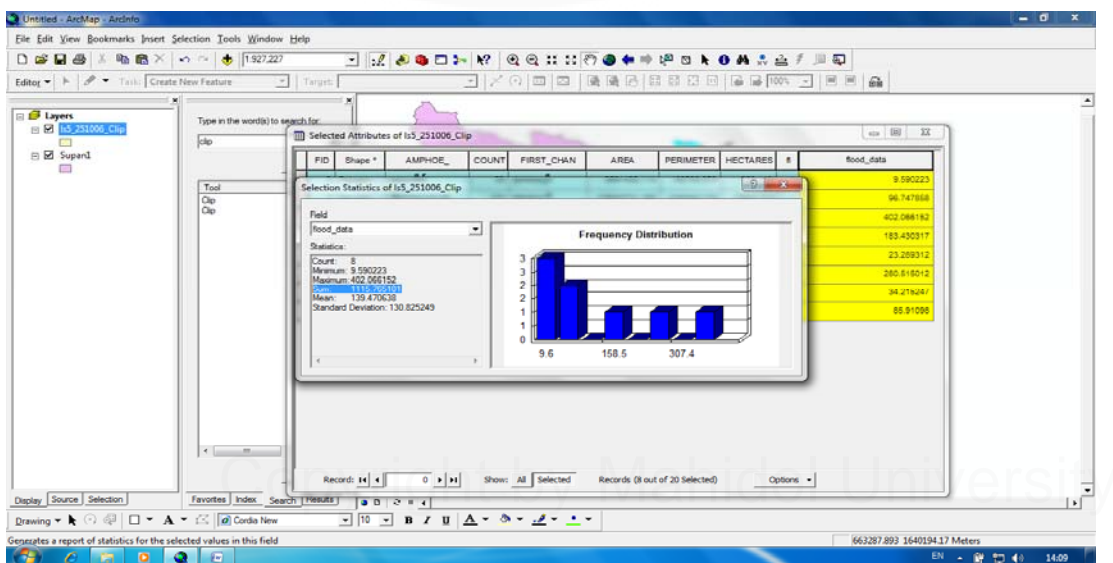 Untitled - ArcMap - ArcInfo
File Edit View Bookmarks Insert Selection Tools Window Help
1:927,227
Editor Task: Create New Feature Target: 100%
Layers
ls5_251006_Clip
Supan1
Type in the word(s) to search for:
clip
Tool
Clip
Clip
Selected Attributes of ls5_251006_Clip
FID Shape * AMPHOE_ COUNT FIRST_CHAN AREA PERIMETER HECTARES fl flood_data
9.590223
96.747858
402.066152
183.430317
23.289312
280.515012
34.215247
85.91098
Selection Statistics of ls5_251006_Clip
Field
flood_data
Statistics:
Count: 8
Minimum: 9.590223
Maximum: 402.066152
Sum: 1115.765101
Mean: 139.470638
Standard Deviation: 130.825249
Frequency Distribution
3
3
2
2
1
1
0
9.6 158.5 307.4
Record: 0 Show: All Selected Records (8 out of 20 Selected) Options
Copyright by Mahidol University
Display Source Selection
Favorites Index Search Results
Drawing Cordia New 10 B I U A
Generates a report of statistics for the selected values in this field
663287.893 1640194.17 Meters
EN 14:09